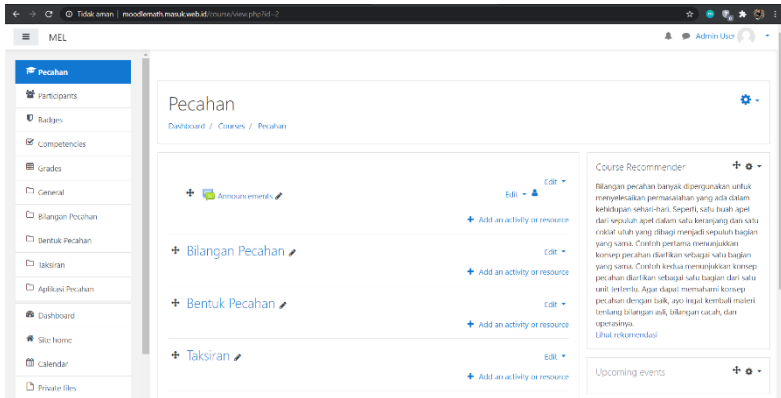 Tidak aman | moodlemath.masuk.web.id/course/view.php?id=2
MEL
Admin User
Pecahan
Participants
Badges
Competencies
Grades
General
Bilangan Pecahan
Bentuk Pecahan
Taksiran
Aplikasi Pecahan
Dashboard
Site home
Calendar
Private files
Pecahan
Dashboard / Courses / Pecahan
Edit
Announcements
Edit
+ Add an activity or resource
Bilangan Pecahan
Edit
+ Add an activity or resource
Bentuk Pecahan
Edit
+ Add an activity or resource
Taksiran
Edit
+ Add an activity or resource
Course Recommender
Bilangan pecahan banyak dipergunakan untuk
menyelesaikan permasalahan yang ada dalam
kehidupan sehari-hari. Seperti, satu buah apel
dari sepuluh apel dalam satu keranjang dan satu
coklat utuh yang dibagi menjadi sepuluh bagian
yang sama. Contoh pertama menunjukkan
konsep pecahan diartikan sebagai satu bagian
yang sama. Contoh kedua menunjukkan konsep
pecahan diartikan sebagai satu bagian dari satu
unit tertentu. Agar dapat memahami konsep
pecahan dengan baik, ayo ingat kembali materi
tentang bilangan asli, bilangan cacah, dan
operasinya.
Lihat rekomendasi
Upcoming events